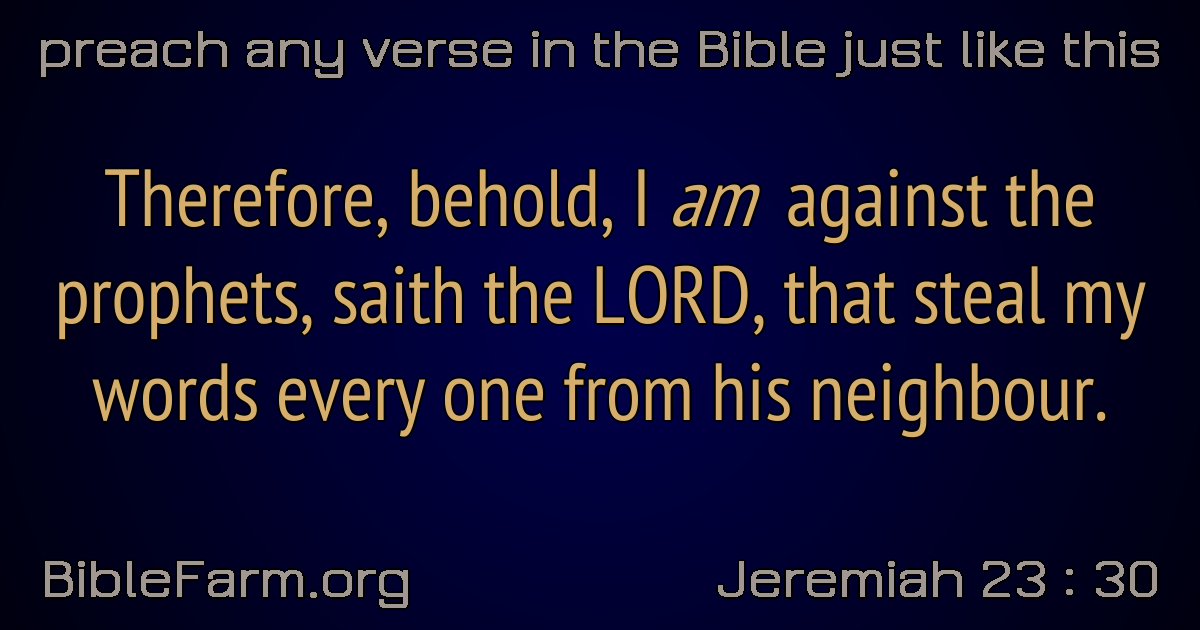 preach any verse in the Bible just like this
Therefore, behold, I am against the
prophets, saith the LORD, that steal my
words every one from his neighbour.
BibleFarm.org
Jeremiah 23 : 30